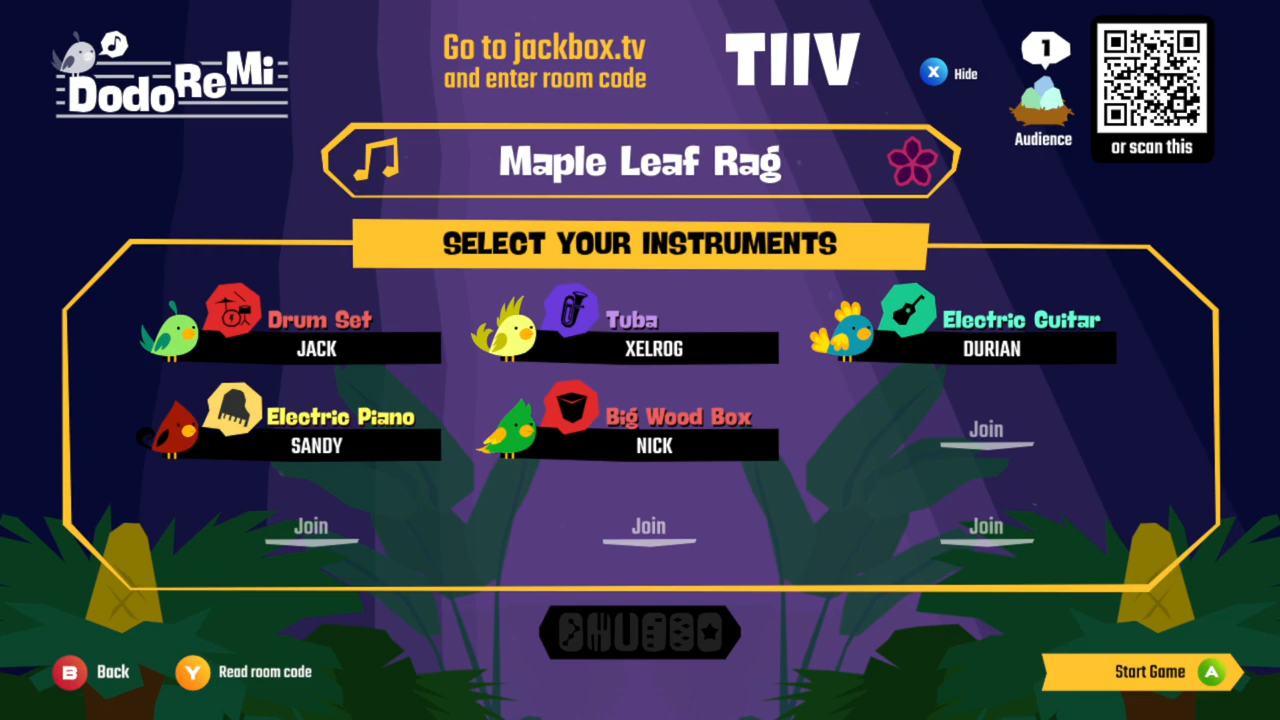 DodoReMi
Go to jackbox.tv
and enter room code
TIIV
X Hide
1
Audience
or scan this
Maple Leaf Rag
SELECT YOUR INSTRUMENTS
Drum Set
JACK
Tuba
XELROG
Electric Guitar
DURIAN
Electric Piano
SANDY
Big Wood Box
NICK
Join
Join
Join
Join
B Back
Y Read room code
Start Game A